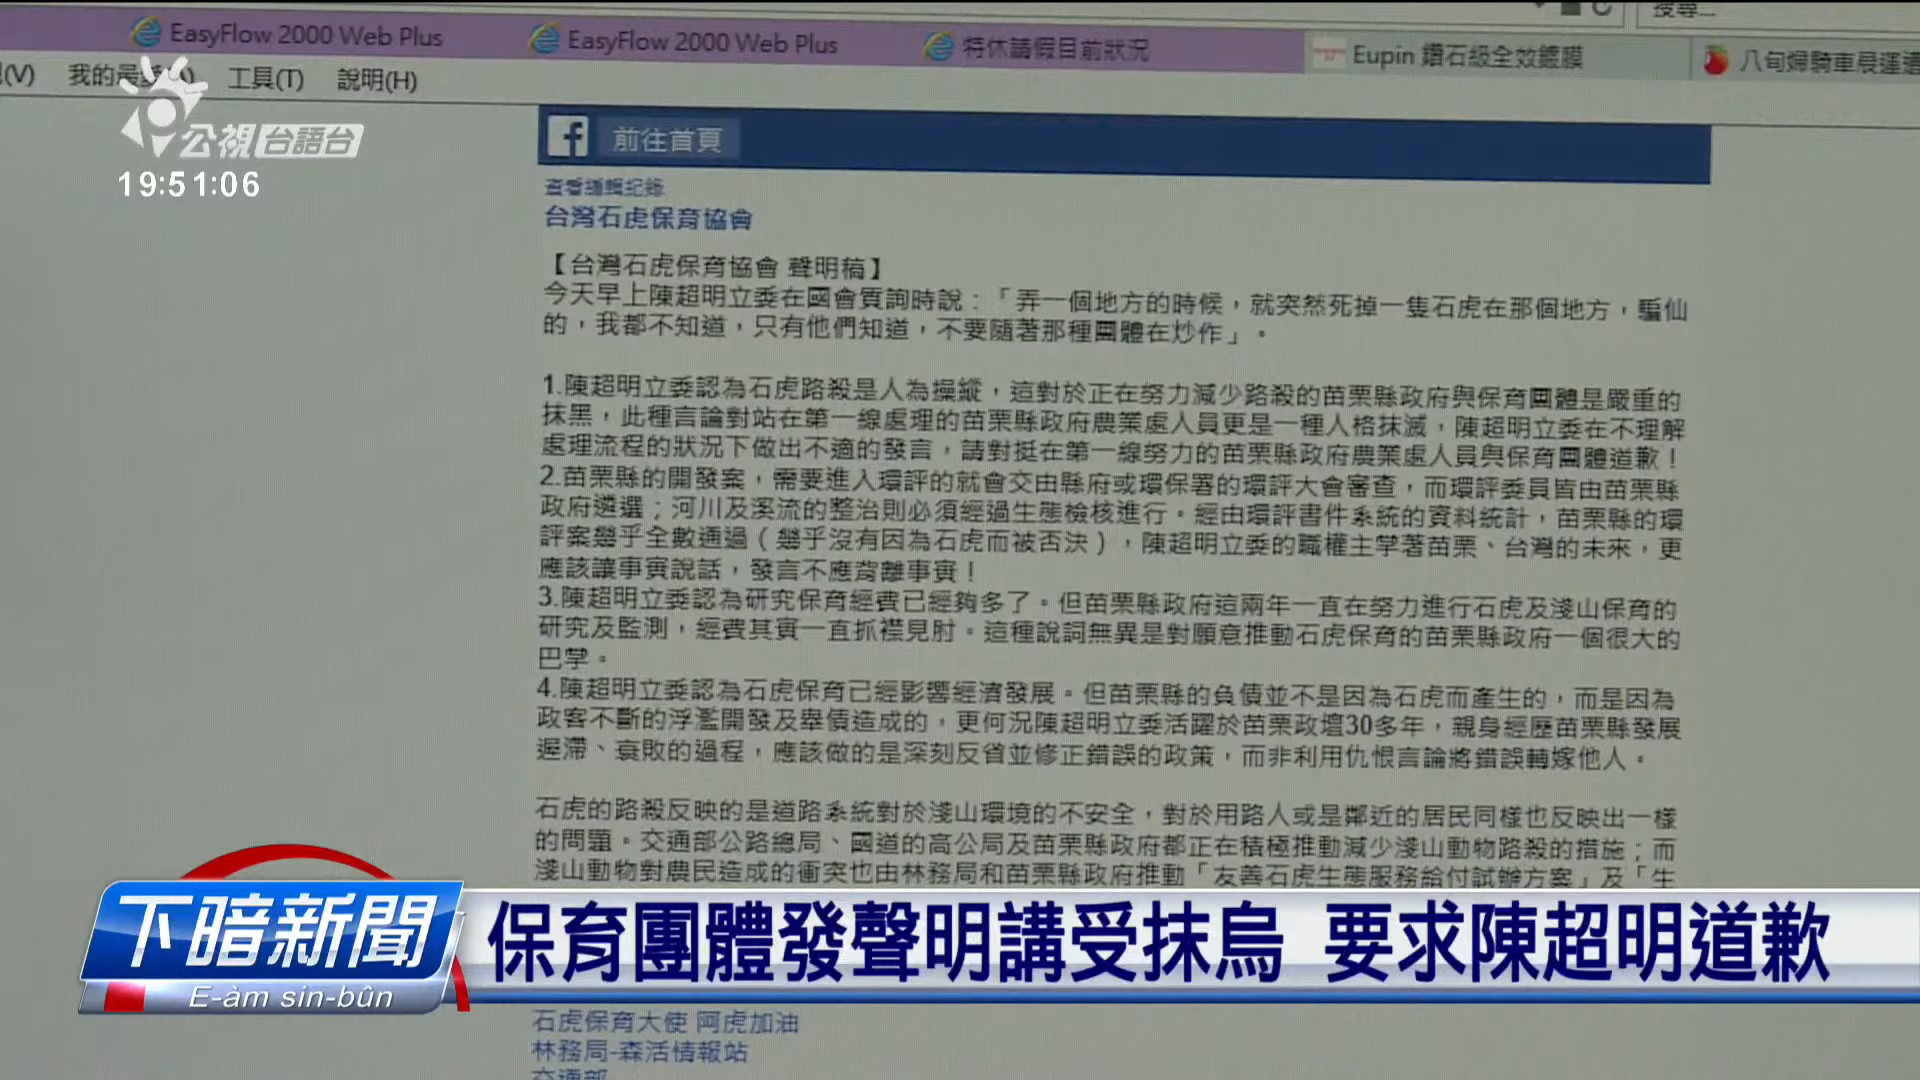 搜尋...
EasyFlow 2000 Web Plus
EasyFlow 2000 Web Plus
特休請假目前狀況
Eupin 鑽石級全效鍍膜
八旬婦騎車晨運遭
(V) 我的最愛(A) 工具(T) 說明(H)
公視台語台
19:51:06
前往首頁
查看編輯紀錄
台灣石虎保育協會
【台灣石虎保育協會 聲明稿】
今天早上陳超明立委在國會質詢時說：「弄一個地方的時候，就突然死掉一隻石虎在那個地方，騙仙
的，我都不知道，只有他們知道，不要隨著那種團體在炒作」。
1.陳超明立委認為石虎路殺是人為操縱，這對於正在努力減少路殺的苗栗縣政府與保育團體是嚴重的
抹黑，此種言論對站在第一線處理的苗栗縣政府農業處人員更是一種人格抹滅，陳超明立委在不理解
處理流程的狀況下做出不適的發言，請對挺在第一線努力的苗栗縣政府農業處人員與保育團體道歉！
2.苗栗縣的開發案，需要進入環評的就會交由縣府或環保署的環評大會審查，而環評委員皆由苗栗縣
政府遴選；河川及溪流的整治則必須經過生態檢核進行。經由環評書件系統的資料統計，苗栗縣的環
評案幾乎全數通過（幾乎沒有因為石虎而被否決），陳超明立委的職權主掌著苗栗、台灣的未來，更
應該讓事實說話，發言不應背離事實！
3.陳超明立委認為研究保育經費已經夠多了。但苗栗縣政府這兩年一直在努力進行石虎及淺山保育的
研究及監測，經費其實一直抓襟見肘。這種說詞無異是對願意推動石虎保育的苗栗縣政府一個很大的
巴掌。
4.陳超明立委認為石虎保育已經影響經濟發展。但苗栗縣的負債並不是因為石虎而產生的，而是因為
政客不斷的浮濫開發及舉債造成的，更何況陳超明立委活躍於苗栗政壇30多年，親身經歷苗栗縣發展
遲滯、衰敗的過程，應該做的是深刻反省並修正錯誤的政策，而非利用仇恨言論將錯誤轉嫁他人。
石虎的路殺反映的是道路系統對於淺山環境的不安全，對於用路人或是鄰近的居民同樣也反映出一樣
的問題。交通部公路總局、國道的高公局及苗栗縣政府都正在積極推動減少淺山動物路殺的措施；而
淺山動物對農民造成的衝突也由林務局和苗栗縣政府推動「友善石虎生態服務給付試辦方案」及「生
下暗新聞
E-àm sin-bûn
保育團體發聲明講受抹烏 要求陳超明道歉
石虎保育大使 阿虎加油
林務局-森活情報站
交通部